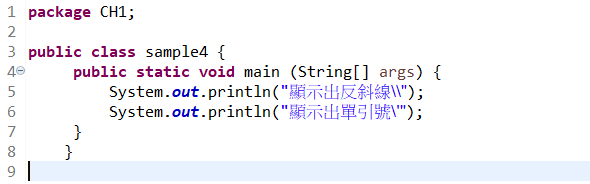 1 package CH1;
2
3 public class sample4 {
4 public static void main (String[] args) {
5 System.out.println("顯示出反斜線\\");
6 System.out.println("顯示出單引號\'");
7 }
8 }
9